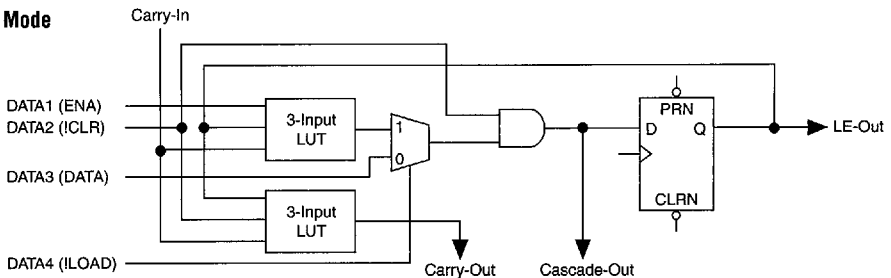 Mode
Carry-In
DATA1 (ENA)
DATA2 (!CLR)
DATA3 (DATA)
DATA4 (!LOAD)
3-Input
LUT
1
0
3-Input
LUT
PRN
D Q
CLRN
LE-Out
Carry-Out
Cascade-Out